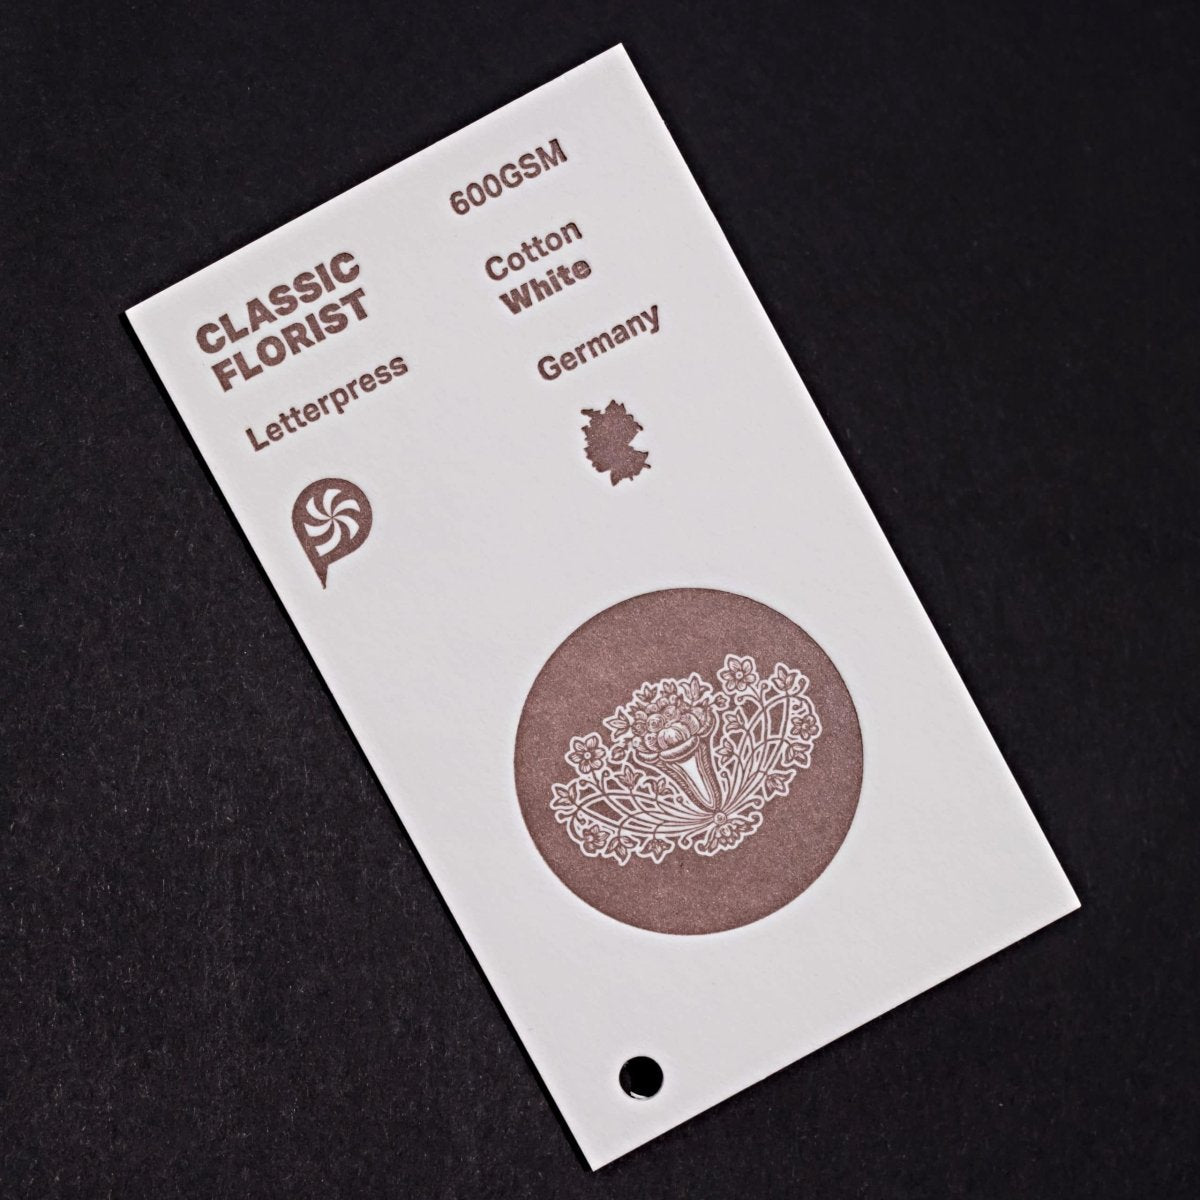 CLASSIC
FLORIST
Letterpress
600GSM
Cotton
White
Germany